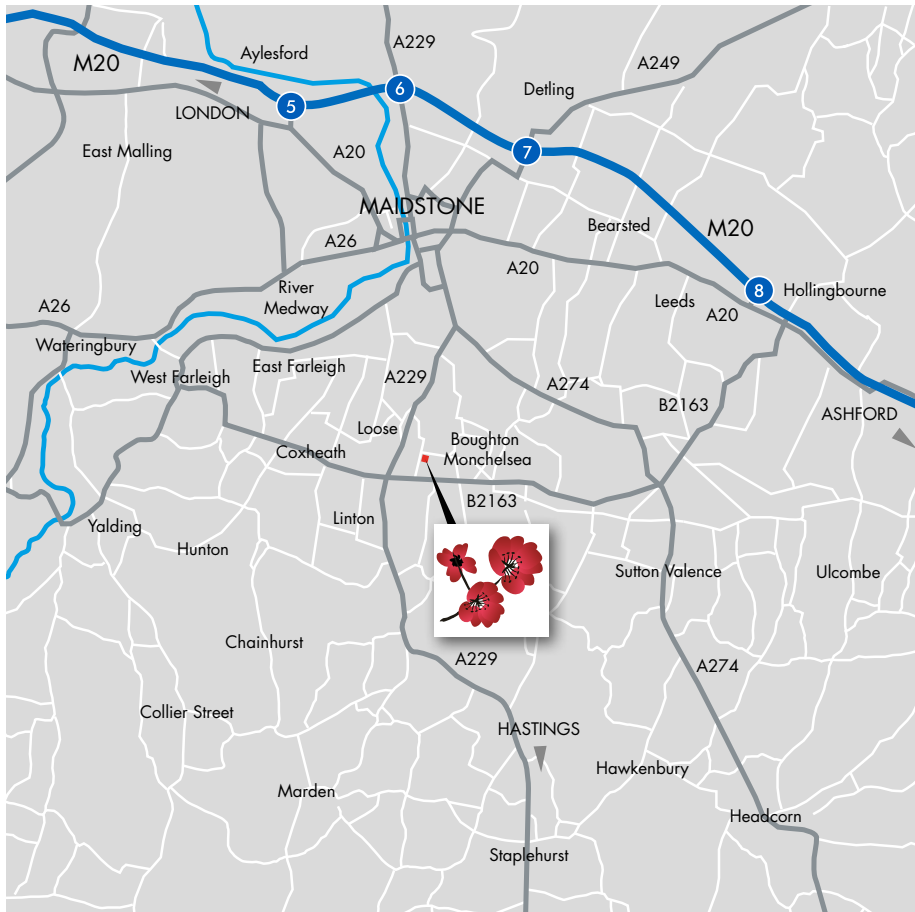 A229
Aylesford
A249
M20
6
Detling
5
LONDON
7
East Malling
A20
MAIDSTONE
Bearsted
M20
A26
A20
River
Medway
8
Hollingbourne
Leeds
A20
A26
Wateringbury
West Farleigh
East Farleigh
A229
A274
B2163
ASHFORD
Loose
Boughton
Monchelsea
Coxheath
B2163
Linton
Yalding
Hunton
Sutton Valence
Ulcombe
Chainhurst
A229
A274
Collier Street
HASTINGS
Hawkenbury
Marden
Headcorn
Staplehurst